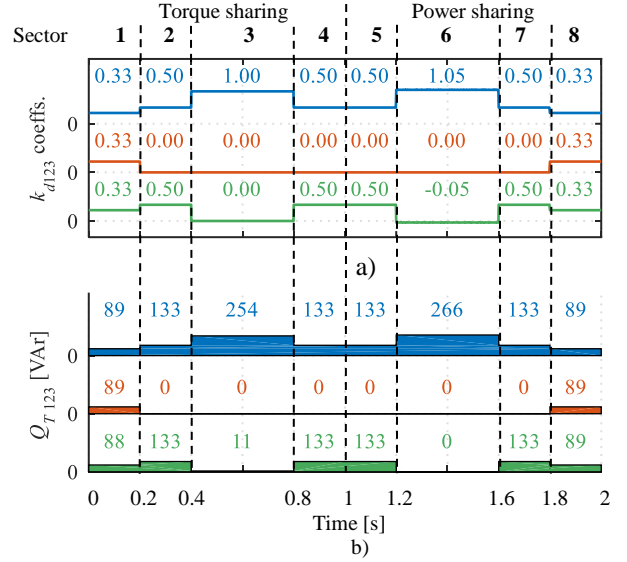 Torque sharing Power sharing
Sector 1 2 3 4 5 6 7 8
k_d123 coeffs.
0.33 0.50 1.00 0.50 0.50 1.05 0.50 0.33
0
0.33 0.00 0.00 0.00 0.00 0.00 0.00 0.33
0
0.33 0.50 0.00 0.50 0.50 -0.05 0.50 0.33
0
a)
Q_T 123 [VAr]
89 133 254 133 133 266 133 89
0
89 0 0 0 0 0 0 89
0
88 133 11 133 133 0 133 89
0
0 0.2 0.4 0.8 1 1.2 1.6 1.8 2
Time [s]
b)